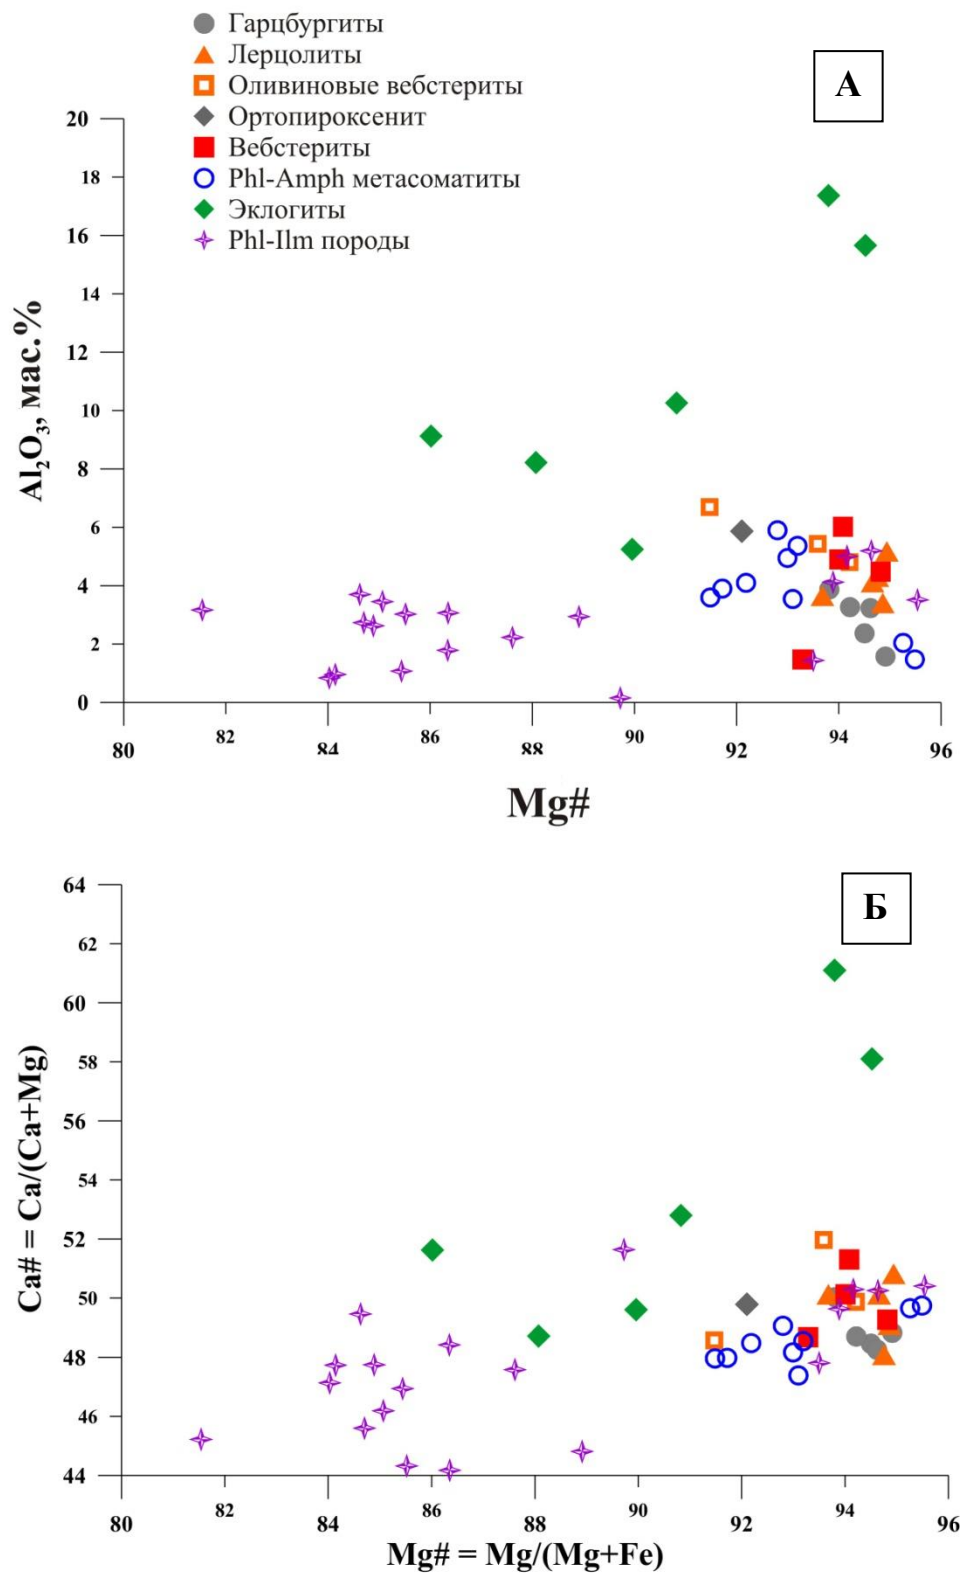 Гарцбургиты
Лерцолиты
Оливиновые вебстериты
Ортопироксенит
Вебстериты
Phl-Amph метасоматиты
Эклогиты
Phl-Ilm породы
А
20
18
16
14
12
10
8
6
4
2
0
Al₂O₃, мас.%
80 82 84 86 88 90 92 94 96
Mg#
Б
64
62
60
58
56
54
52
50
48
46
44
Ca# = Ca/(Ca+Mg)
80 82 84 86 88 90 92 94 96
Mg# = Mg/(Mg+Fe)